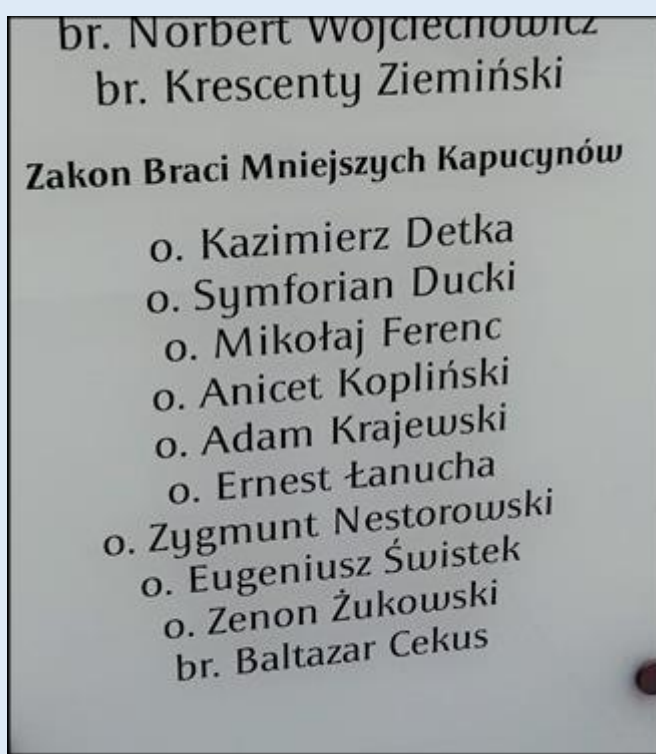 br. Norbert Wojciechowicz
br. Krescenty Ziemiński
Zakon Braci Mniejszych Kapucynów
o. Kazimierz Detka
o. Symforian Ducki
o. Mikołaj Ferenc
o. Anicet Kopliński
o. Adam Krajewski
o. Ernest Łanucha
o. Zygmunt Nestorowski
o. Eugeniusz Świstek
o. Zenon Żukowski
br. Baltazar Cekus